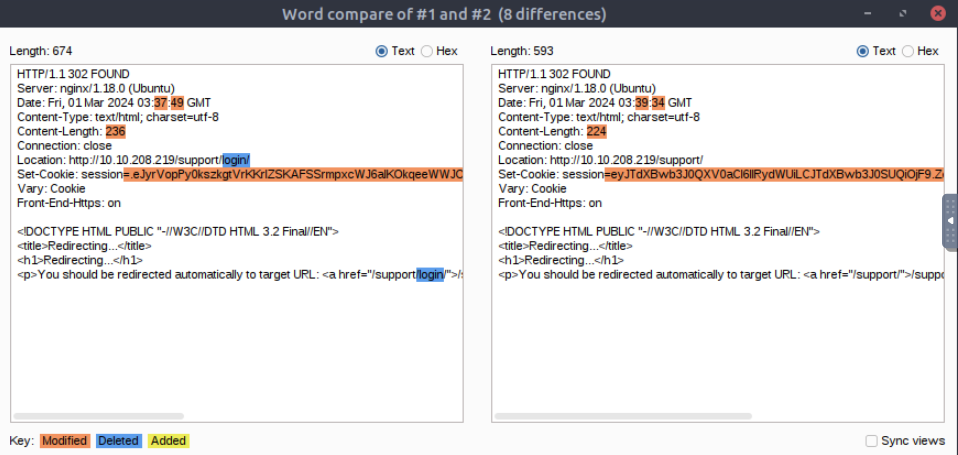 Word compare of #1 and #2 (8 differences)
Length: 674
Text Hex
HTTP/1.1 302 FOUND
Server: nginx/1.18.0 (Ubuntu)
Date: Fri, 01 Mar 2024 03:37:49 GMT
Content-Type: text/html; charset=utf-8
Content-Length: 236
Connection: close
Location: http://10.10.208.219/support/login/
Set-Cookie: session=.eJyrVopPy0kszkgtVrKKrlZSKAFSSrmpxcWJ6alKOkqeeWWJO
Vary: Cookie
Front-End-Https: on
<!DOCTYPE HTML PUBLIC "-//W3C//DTD HTML 3.2 Final//EN">
<title>Redirecting...</title>
<h1>Redirecting...</h1>
<p>You should be redirected automatically to target URL: <a href="/support/login/">/s
Length: 593
Text Hex
HTTP/1.1 302 FOUND
Server: nginx/1.18.0 (Ubuntu)
Date: Fri, 01 Mar 2024 03:39:34 GMT
Content-Type: text/html; charset=utf-8
Content-Length: 224
Connection: close
Location: http://10.10.208.219/support/
Set-Cookie: session=eyJTdXBwb3J0QXV0aCI6IlRydWUiLCJTdXBwb3J0SUQiOjF9.Z
Vary: Cookie
Front-End-Https: on
<!DOCTYPE HTML PUBLIC "-//W3C//DTD HTML 3.2 Final//EN">
<title>Redirecting...</title>
<h1>Redirecting...</h1>
<p>You should be redirected automatically to target URL: <a href="/support/">/suppo
Key: Modified Deleted Added
Sync views